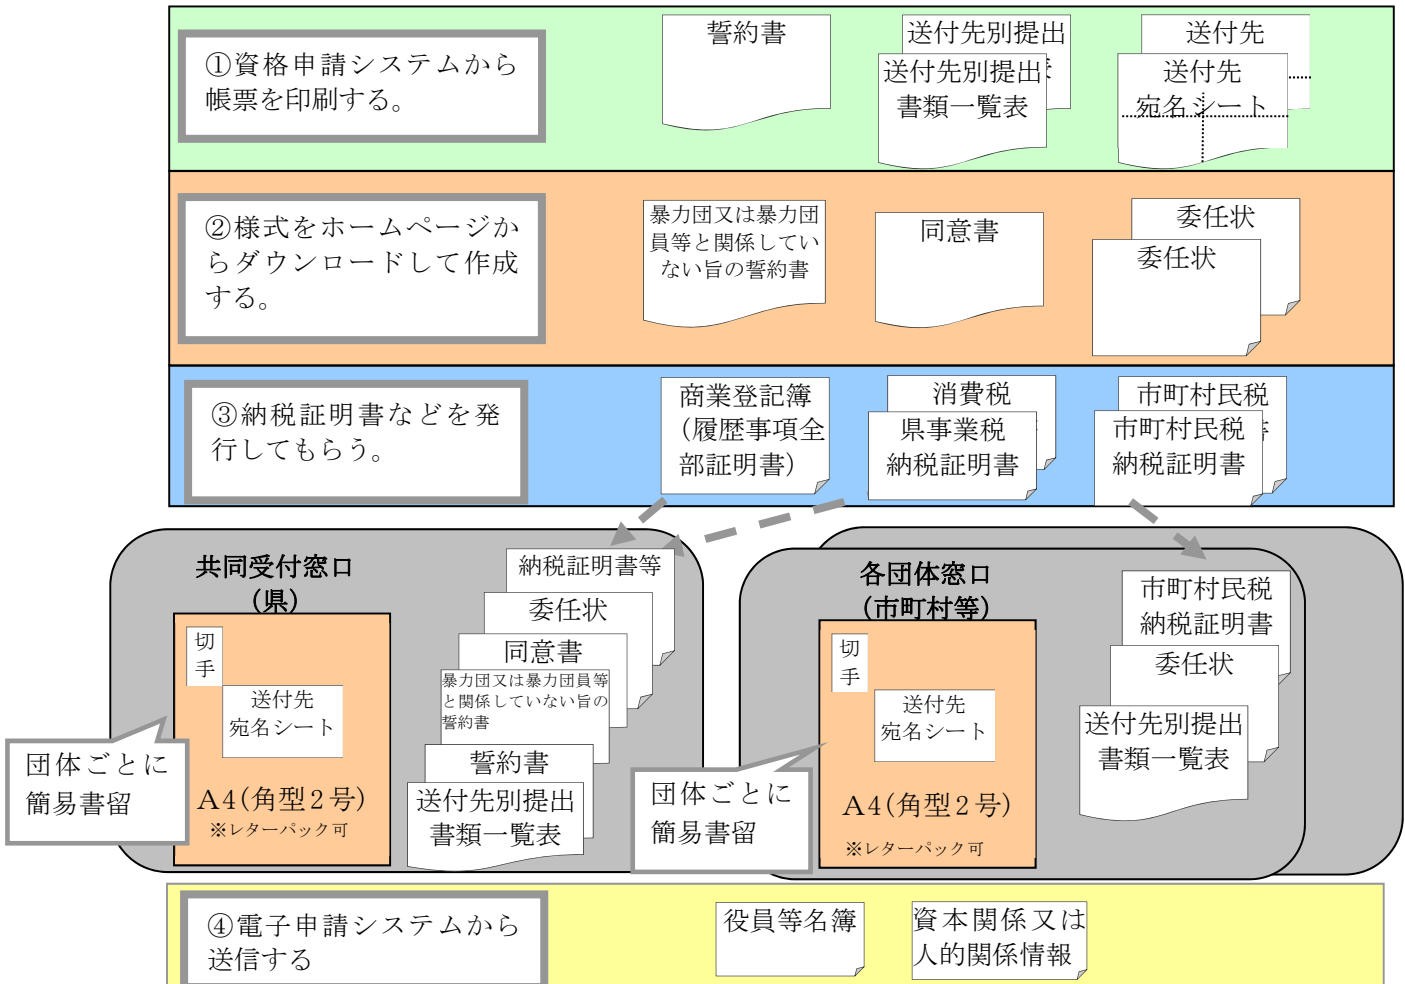 ①資格申請システムから
帳票を印刷する。
誓約書
送付先別提出
送付先別提出
書類一覧表
送付先
送付先
宛名シート
②様式をホームページか
らダウンロードして作成
する。
暴力団又は暴力団
員等と関係してい
ない旨の誓約書
同意書
委任状
委任状
③納税証明書などを発
行してもらう。
商業登記簿
（履歴事項全
部証明書）
消費税
県事業税
納税証明書
市町村民税
市町村民税
納税証明書
共同受付窓口
（県）
切
手
送付先
宛名シート
A4(角型2号)
※レターパック可
団体ごとに
簡易書留
納税証明書等
委任状
同意書
暴力団又は暴力団員等
と関係していない旨の
誓約書
誓約書
送付先別提出
書類一覧表
各団体窓口
（市町村等）
切
手
送付先
宛名シート
A4(角型2号)
※レターパック可
団体ごとに
簡易書留
市町村民税
納税証明書
委任状
送付先別提出
書類一覧表
④電子申請システムから
送信する
役員等名簿
資本関係又は
人的関係情報